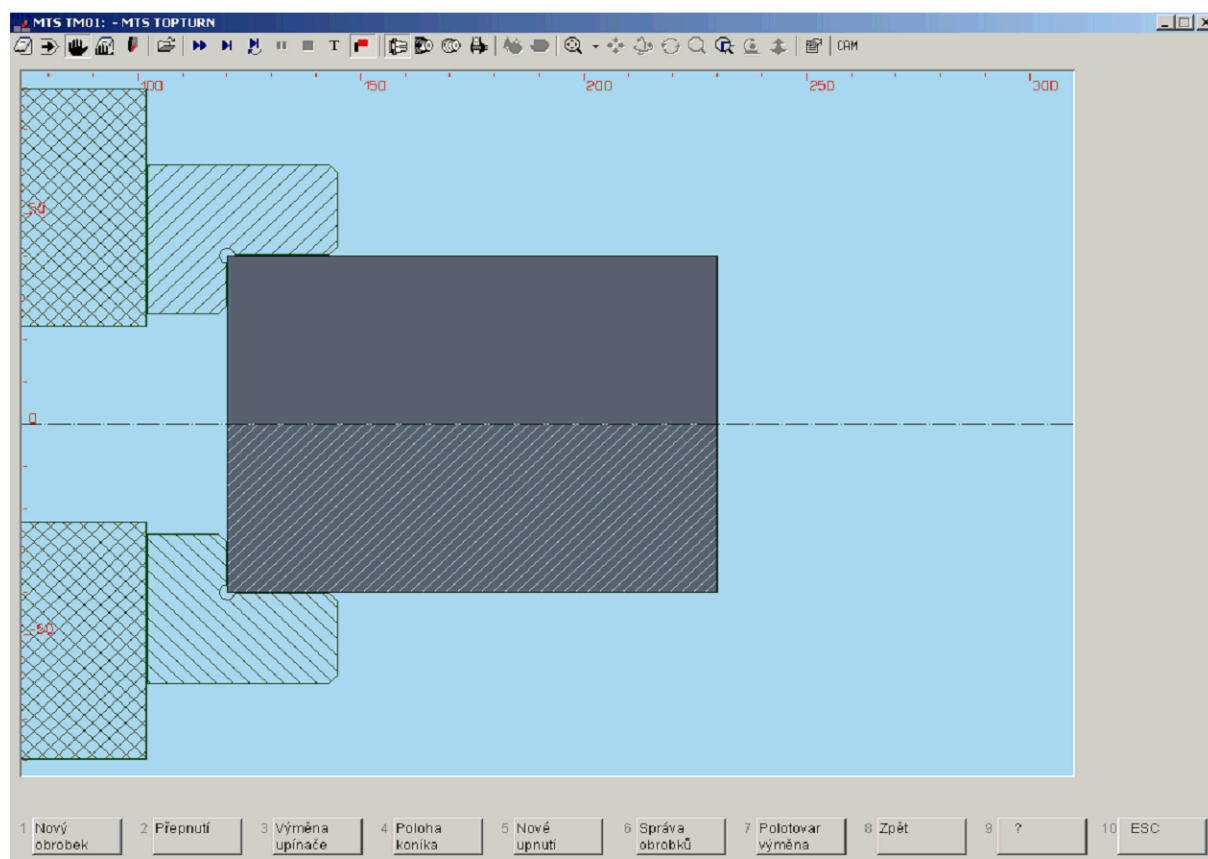 MTS TM01: - MTS TOPTURN
T CAM
100 150 200 250 300
50
0
-50
1 Nový obrobek 2 Přepnutí 3 Výměna upínače 4 Poloha koníka 5 Nové upnutí 6 Správa obrobků 7 Polotovar výměna 8 Zpět 9 ? 10 ESC